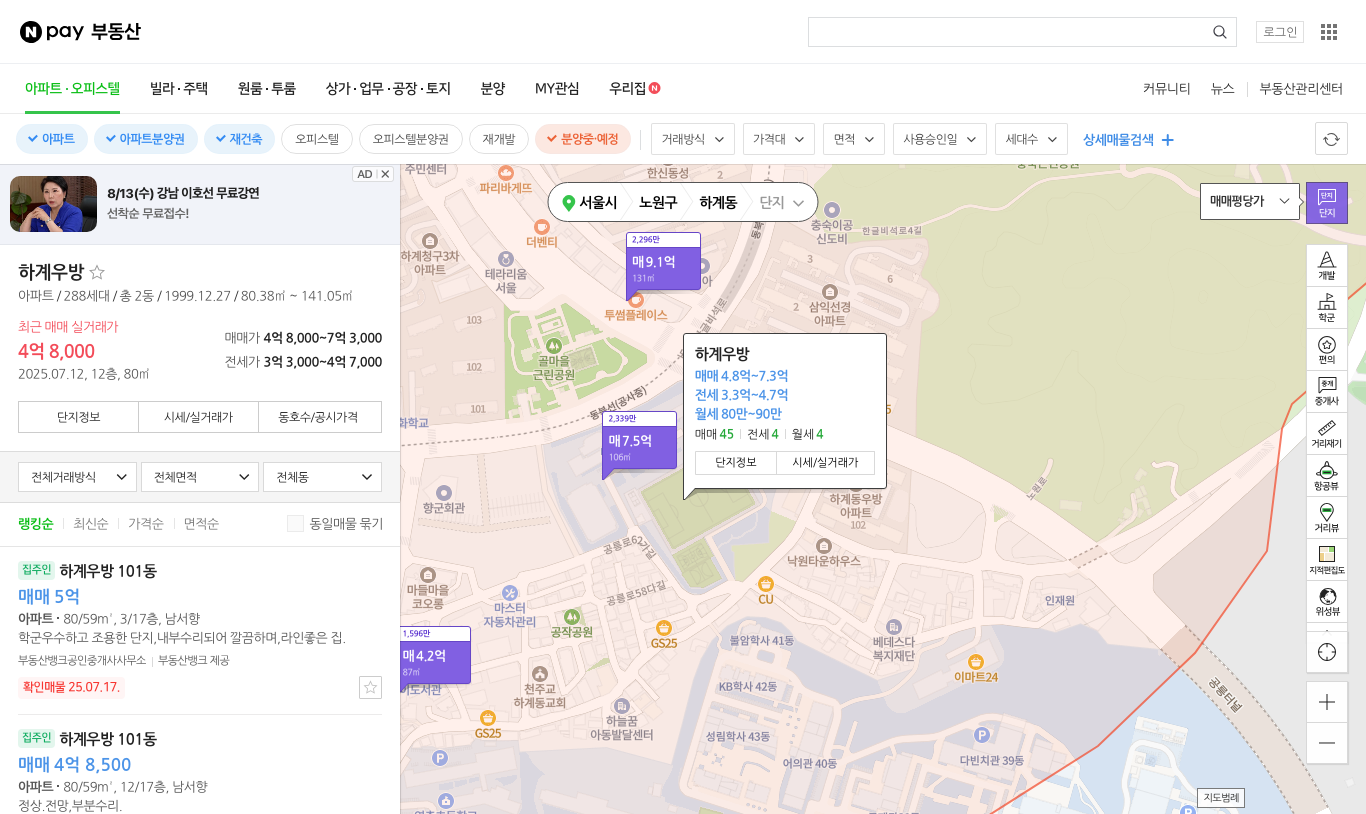 N pay 부동산
로그인
아파트·오피스텔 빌라·주택 원룸·투룸 상가·업무·공장·토지 분양 MY관심 우리집 N
커뮤니티 뉴스 부동산관리센터
아파트 아파트분양권 재건축 오피스텔 오피스텔분양권 재개발 분양중·예정 거래방식 가격대 면적 사용승인일 세대수 상세매물검색
AD
8/13(수) 강남 이호선 무료강연
선착순 무료접수!
하계우방
아파트 / 288세대 / 총 2동 / 1999.12.27 / 80.38㎡ ~ 141.05㎡
최근 매매 실거래가
4억 8,000
2025.07.12, 12층, 80㎡
매매가 4억 8,000~7억 3,000
전세가 3억 3,000~4억 7,000
단지정보 시세/실거래가 동호수/공시가격
전체거래방식 전체면적 전체동
랭킹순 최신순 가격순 면적순 동일매물 묶기
집주인 하계우방 101동
매매 5억
아파트 · 80/59m², 3/17층, 남서향
학군우수하고 조용한 단지,내부수리되어 깔끔하며,라인좋은 집.
부동산뱅크공인중개사사무소 부동산뱅크 제공
확인매물 25.07.17.
집주인 하계우방 101동
매매 4억 8,500
아파트 · 80/59m², 12/17층, 남서향
정상.전망,부분수리.
서울시 노원구 하계동 단지
매매평당가
단지
단지
개발
학군
편의
중개
중개사
거리재기
항공뷰
거리뷰
지적편집도
위성뷰
지도범례
하계우방
매매 4.8억~7.3억
전세 3.3억~4.7억
월세 80만~90만
매매 45 전세 4 월세 4
단지정보 시세/실거래가
2,296만
매 9.1억
131㎡
2,339만
매 7.5억
106㎡
1,596만
매 4.2억
87㎡
주민센터
파리바게뜨
한신동성
아파트
2
더벤티
하계청구3차
아파트
테라리움
서울
투썸플레이스
충숙이공
신도비
한글비석로4길
3
6
2
삼익선경
아파트
103
102
101
골마을
근린공원
동북선(공사중)
한글비석로
화학교
향군회관
공릉로62가길
공릉로58다길
하계동우방
아파트
102
낙원타운하우스
노원로
마들마을
코오롱
마스터
자동차관리
공작공원
CU
GS25
인재원
불암학사 41동
베데스다
복지재단
이마트24
천주교
하계동교회
하늘꿈
아동발달센터
KB학사 42동
성림학사 43동
어의관 40동
다빈치관 39동
GS25
공릉터널